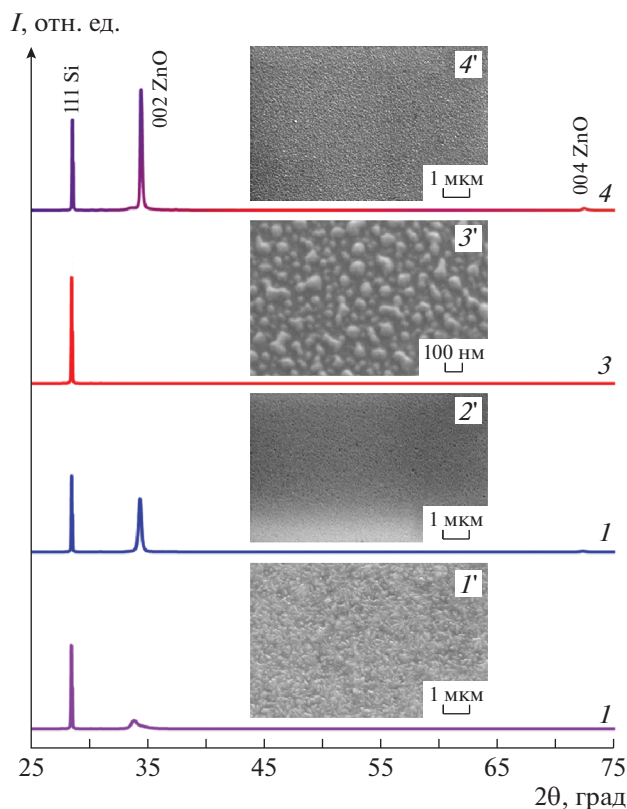 I, отн. ед.
111 Si
002 ZnO
4'
1 мкм
004 ZnO
4
3'
100 нм
3
2'
1 мкм
1
1'
1 мкм
1
25 35 45 55 65 75
2θ, град